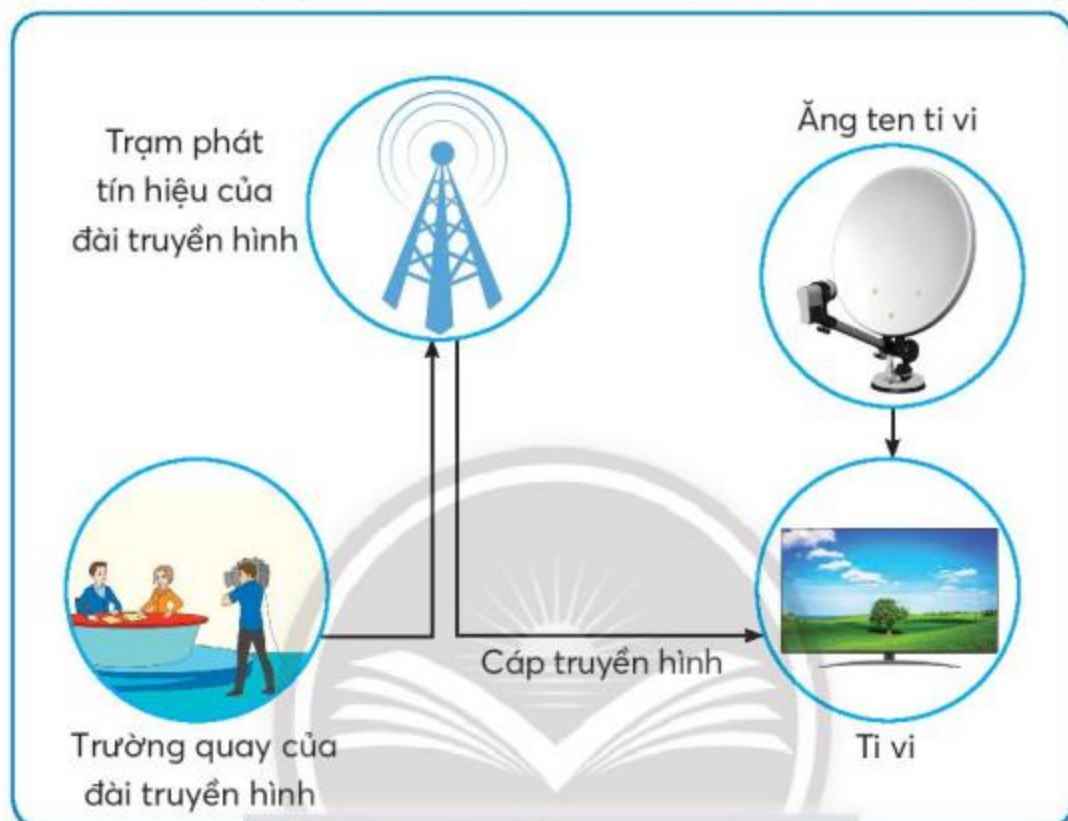 Trạm phát
tín hiệu của
đài truyền hình
Ăng ten ti vi
Cáp truyền hình
Trường quay của
đài truyền hình
Ti vi